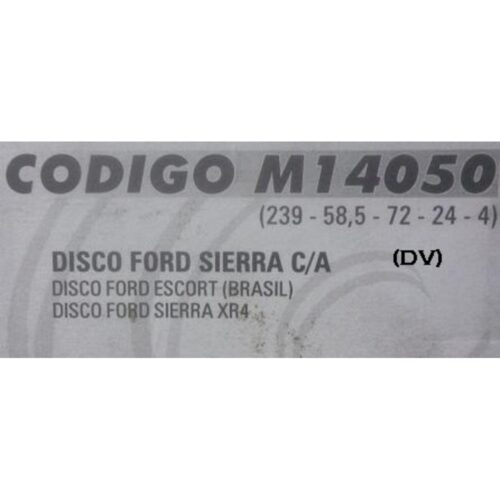 CODIGO M14050
(239 - 58,5 - 72 - 24 - 4)
DISCO FORD SIERRA C/A (DV)
DISCO FORD ESCORT (BRASIL)
DISCO FORD SIERRA XR4